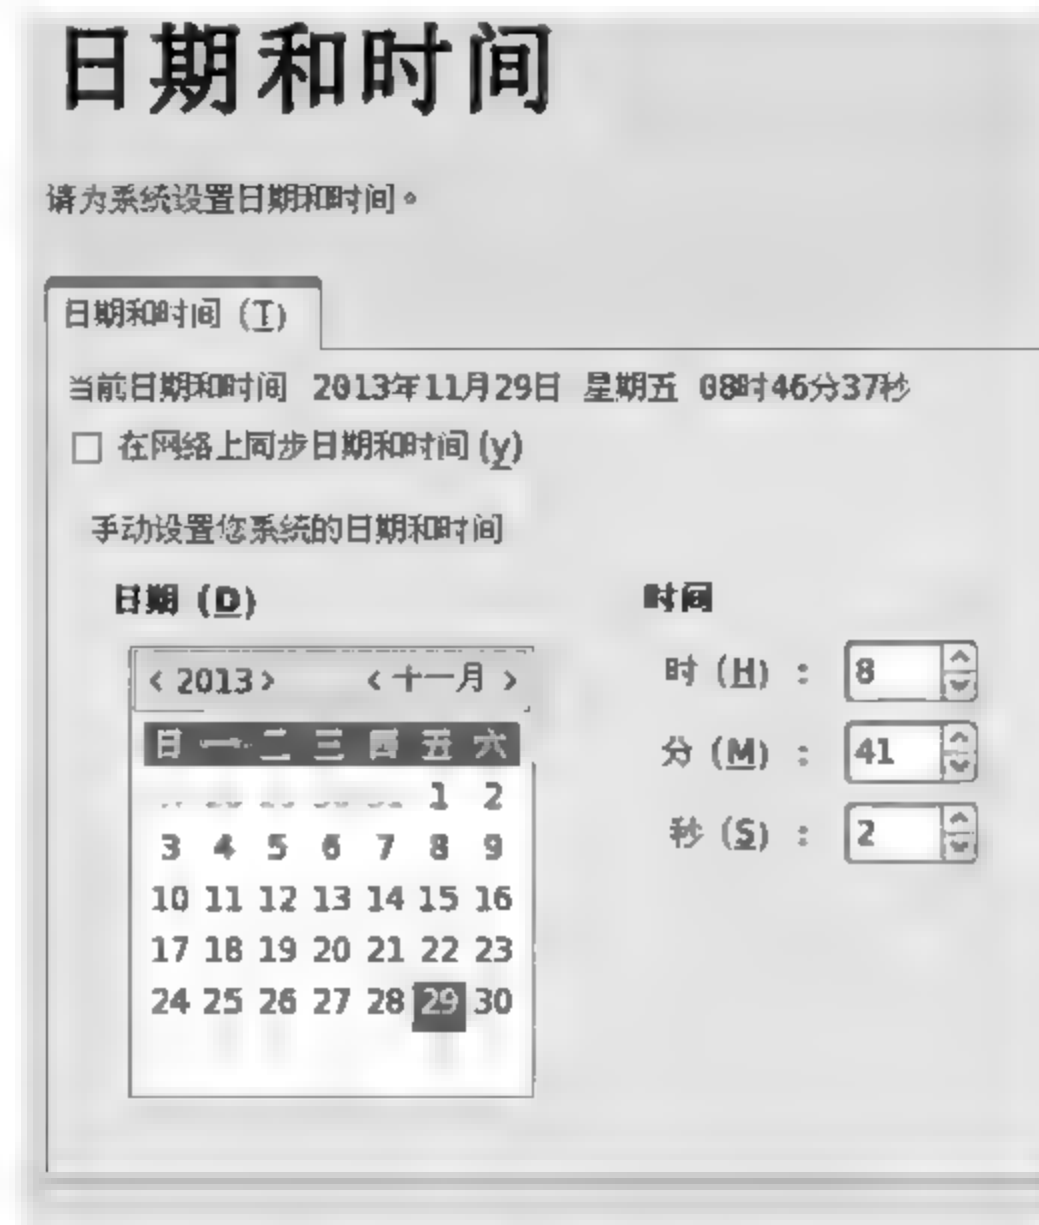 日期和时间
请为系统设置日期和时间。
日期和时间 (T)
当前日期和时间 2013年11月29日 星期五 08时46分37秒
在网络上同步日期和时间(y)
手动设置您系统的日期和时间
日期 (D) 时间
< 2013 > < 十一月 > 时 (H) : 8
日 一 二 三 四 五 六 分 (M) : 41
1 2
3 4 5 6 7 8 9 秒 (S) : 2
10 11 12 13 14 15 16
17 18 19 20 21 22 23
24 25 26 27 28 29 30